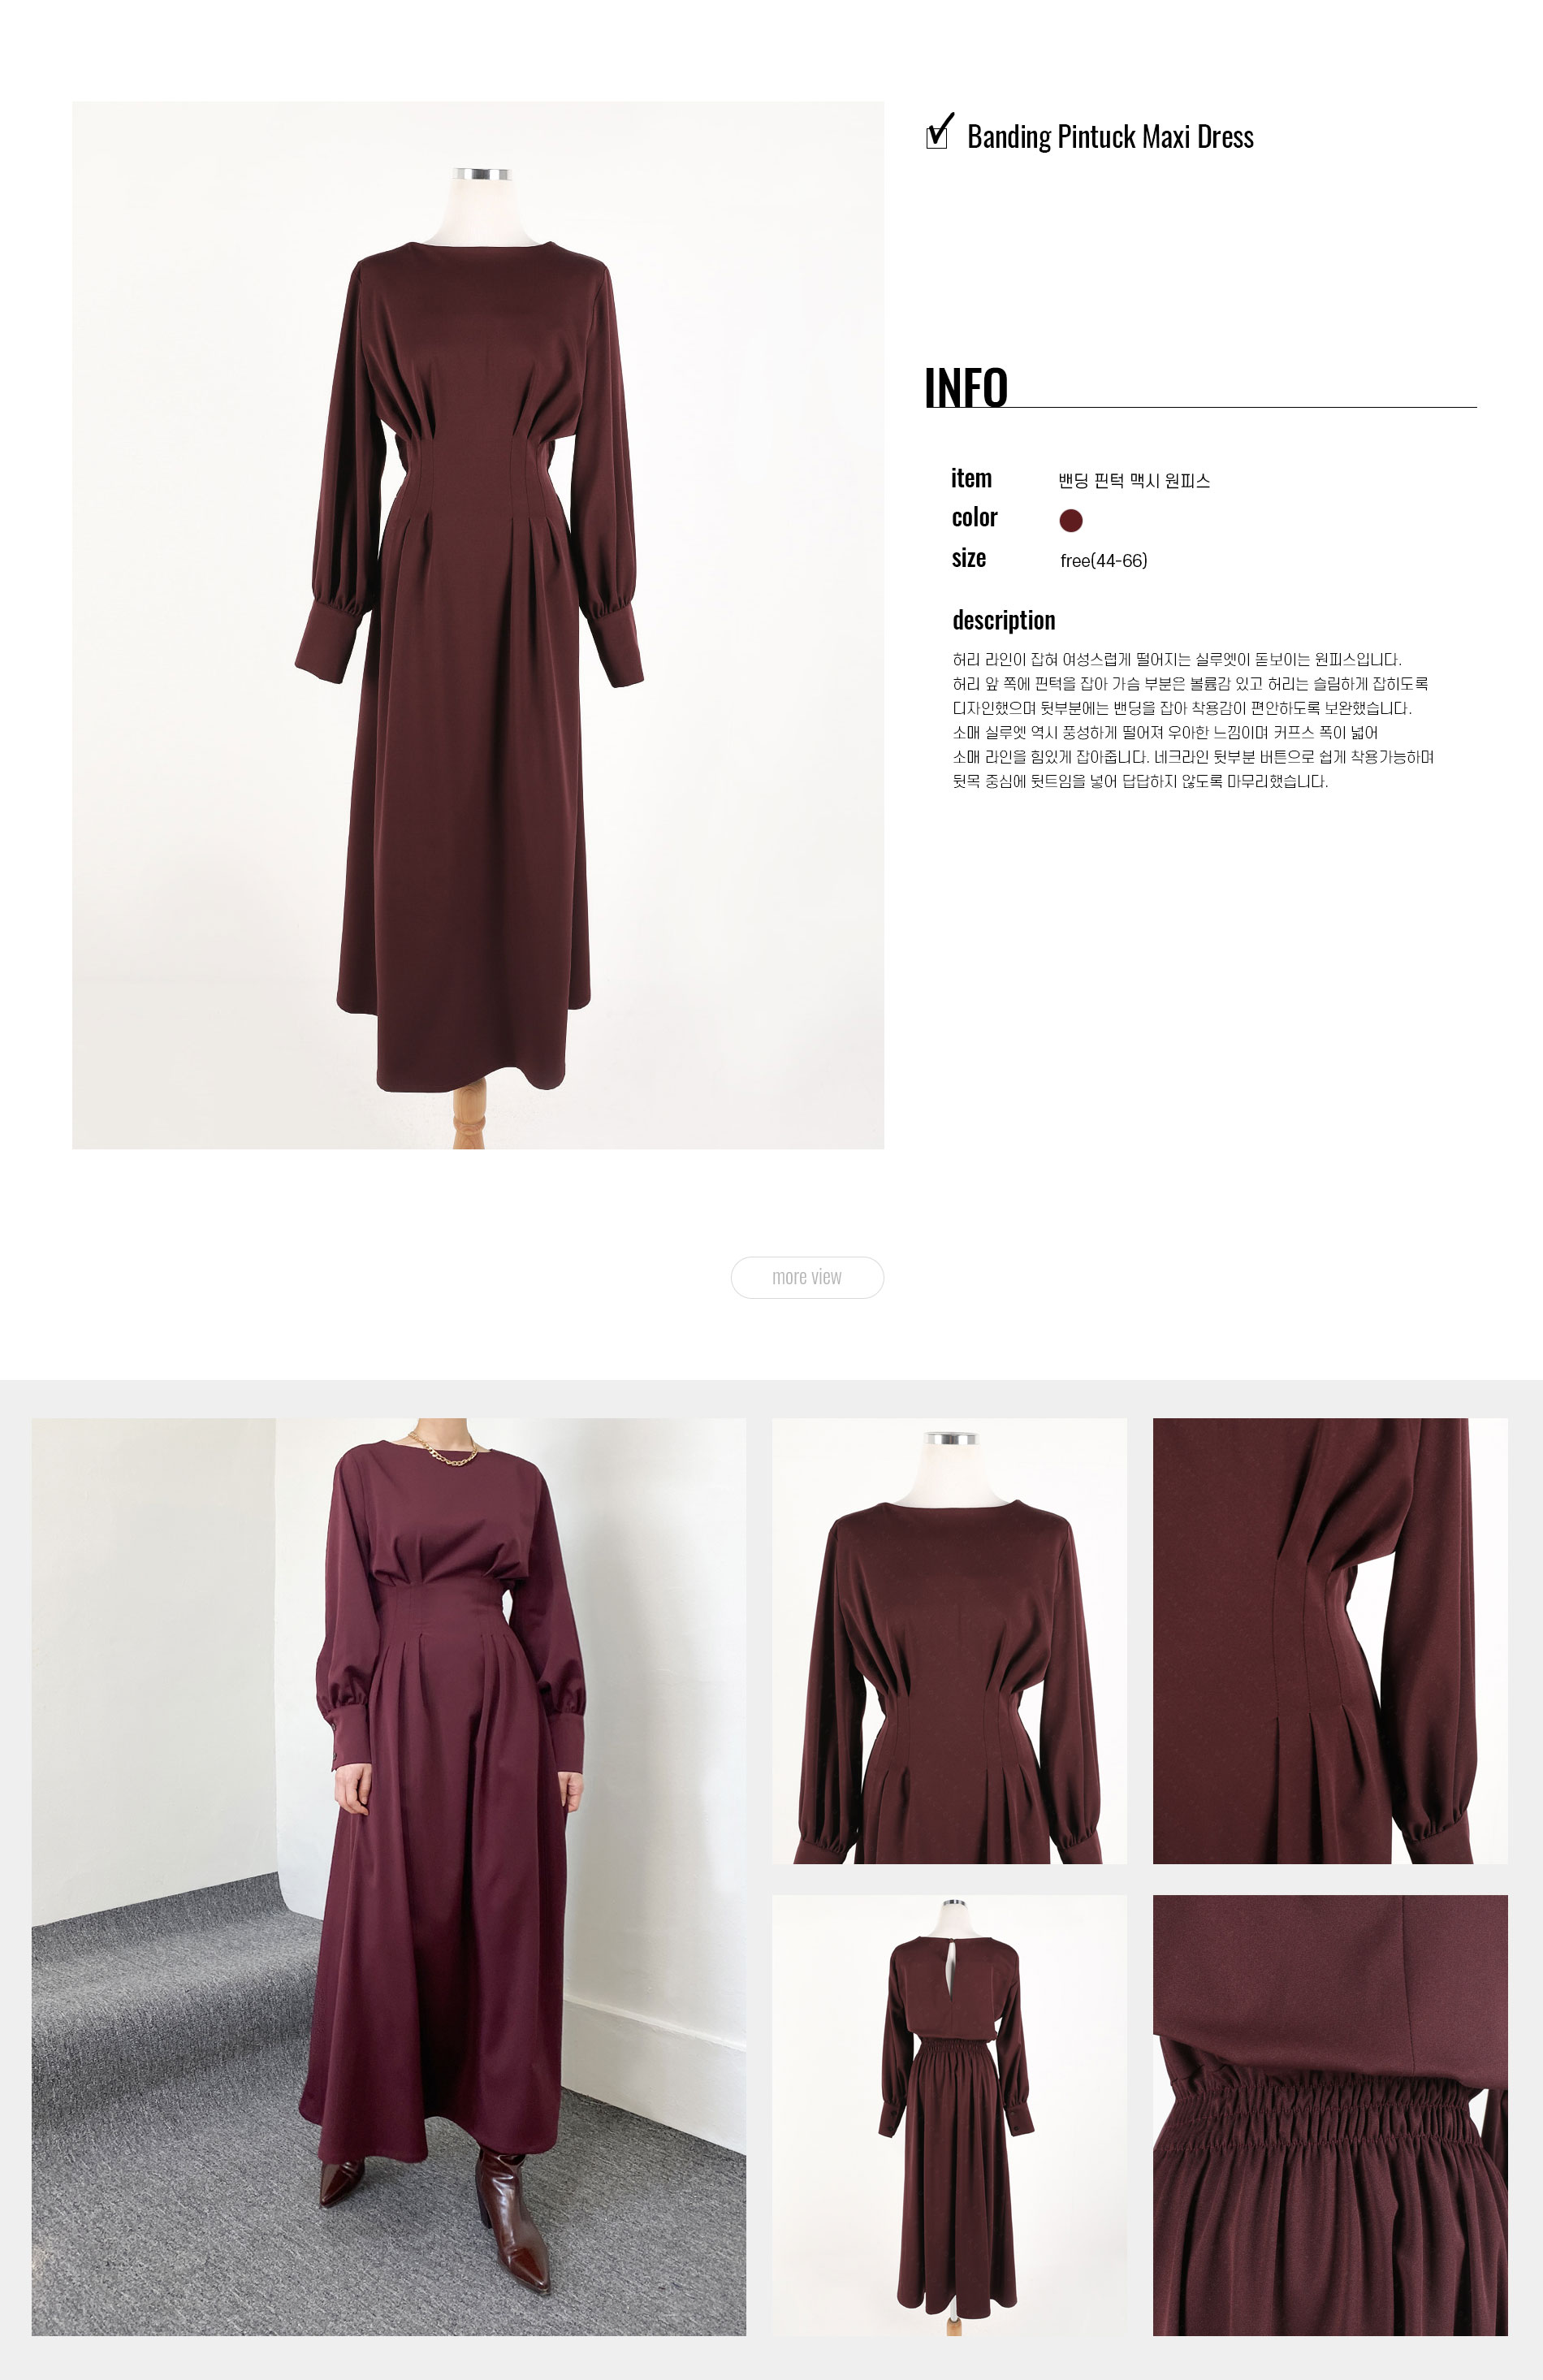 Banding Pintuck Maxi Dress
INFO
item 밴딩 핀턱 맥시 원피스
color
size free(44-66)
description
허리 라인이 잡혀 여성스럽게 떨어지는 실루엣이 돋보이는 원피스입니다.
허리 앞 쪽에 핀턱을 잡아 가슴 부분은 볼륨감 있고 허리는 슬림하게 잡히도록
디자인했으며 뒷부분에는 밴딩을 잡아 착용감이 편안하도록 보완했습니다.
소매 실루엣 역시 풍성하게 떨어져 우아한 느낌이며 커프스 폭이 넓어
소매 라인을 힘있게 잡아줍니다. 네크라인 뒷부분 버튼으로 쉽게 착용가능하며
뒷목 중심에 뒷트임을 넣어 답답하지 않도록 마무리했습니다.
more view